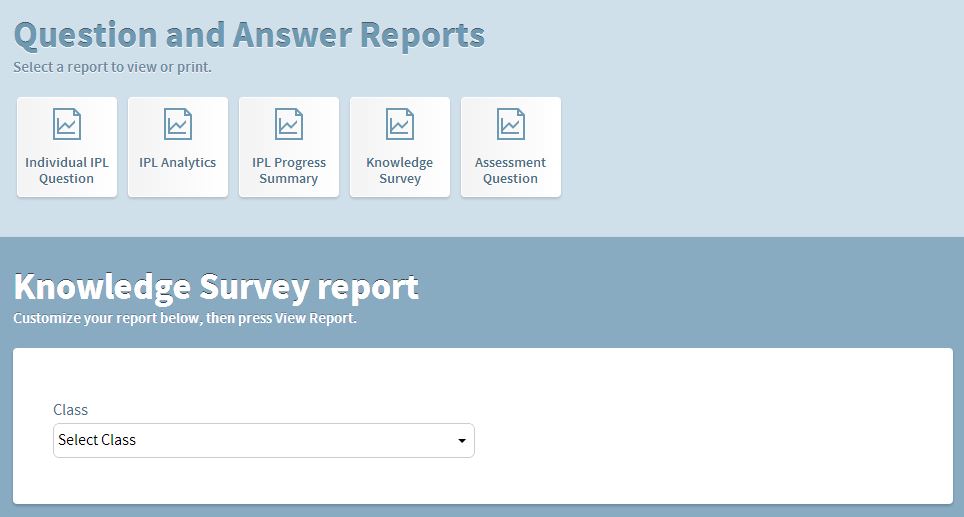 Question and Answer Reports
Select a report to view or print.
Individual IPL
Question
IPL Analytics
IPL Progress
Summary
Knowledge
Survey
Assessment
Question
Knowledge Survey report
Customize your report below, then press View Report.
Class
Select Class